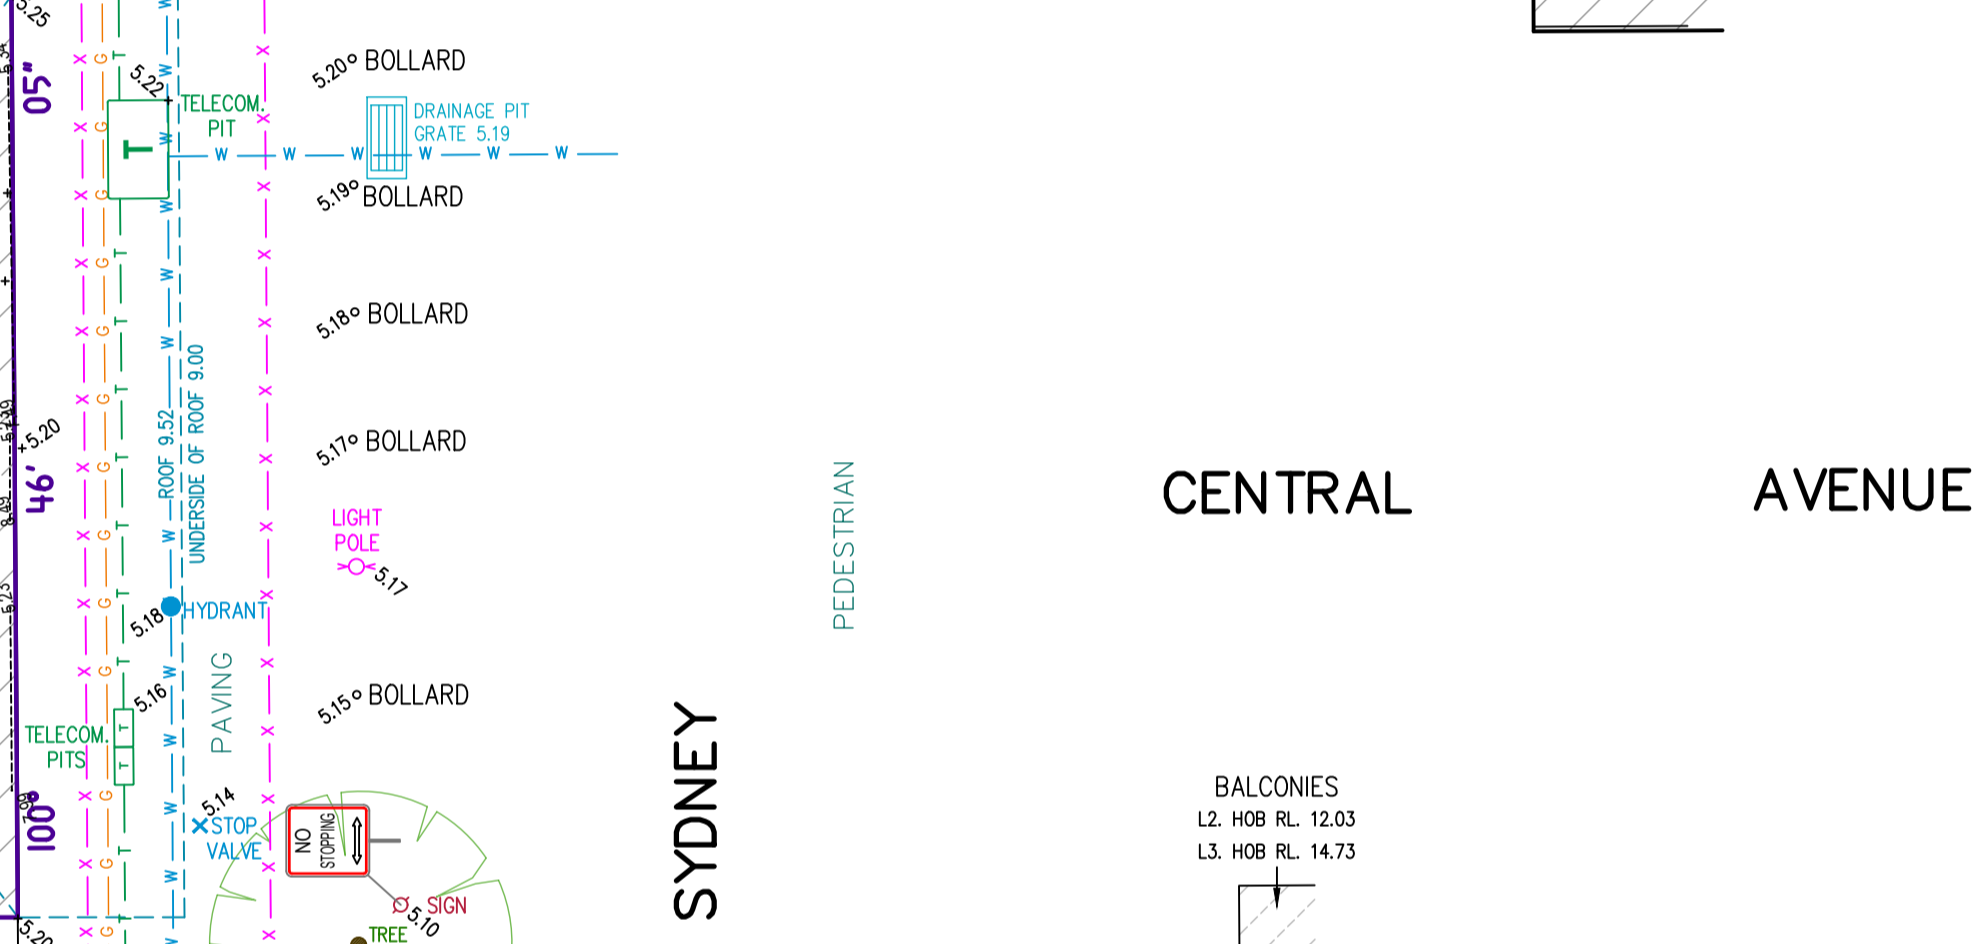 5.25
05"
5.22
TELECOM.
PIT
T
5.20 BOLLARD
DRAINAGE PIT
GRATE 5.19
W W W W W W
5.19 BOLLARD
5.18 BOLLARD
5.17 BOLLARD
5.20
46'
ROOF 9.52
UNDERSIDE OF ROOF 9.00
LIGHT
POLE
5.17
5.18
HYDRANT
5.23
PAVING
5.16
5.15 BOLLARD
TELECOM.
PITS
T
T
100°
5.14
STOP
VALVE
NO
STOPPING
SIGN
5.10
TREE
5.20
SYDNEY
PEDESTRIAN
CENTRAL AVENUE
BALCONIES
L2. HOB RL. 12.03
L3. HOB RL. 14.73